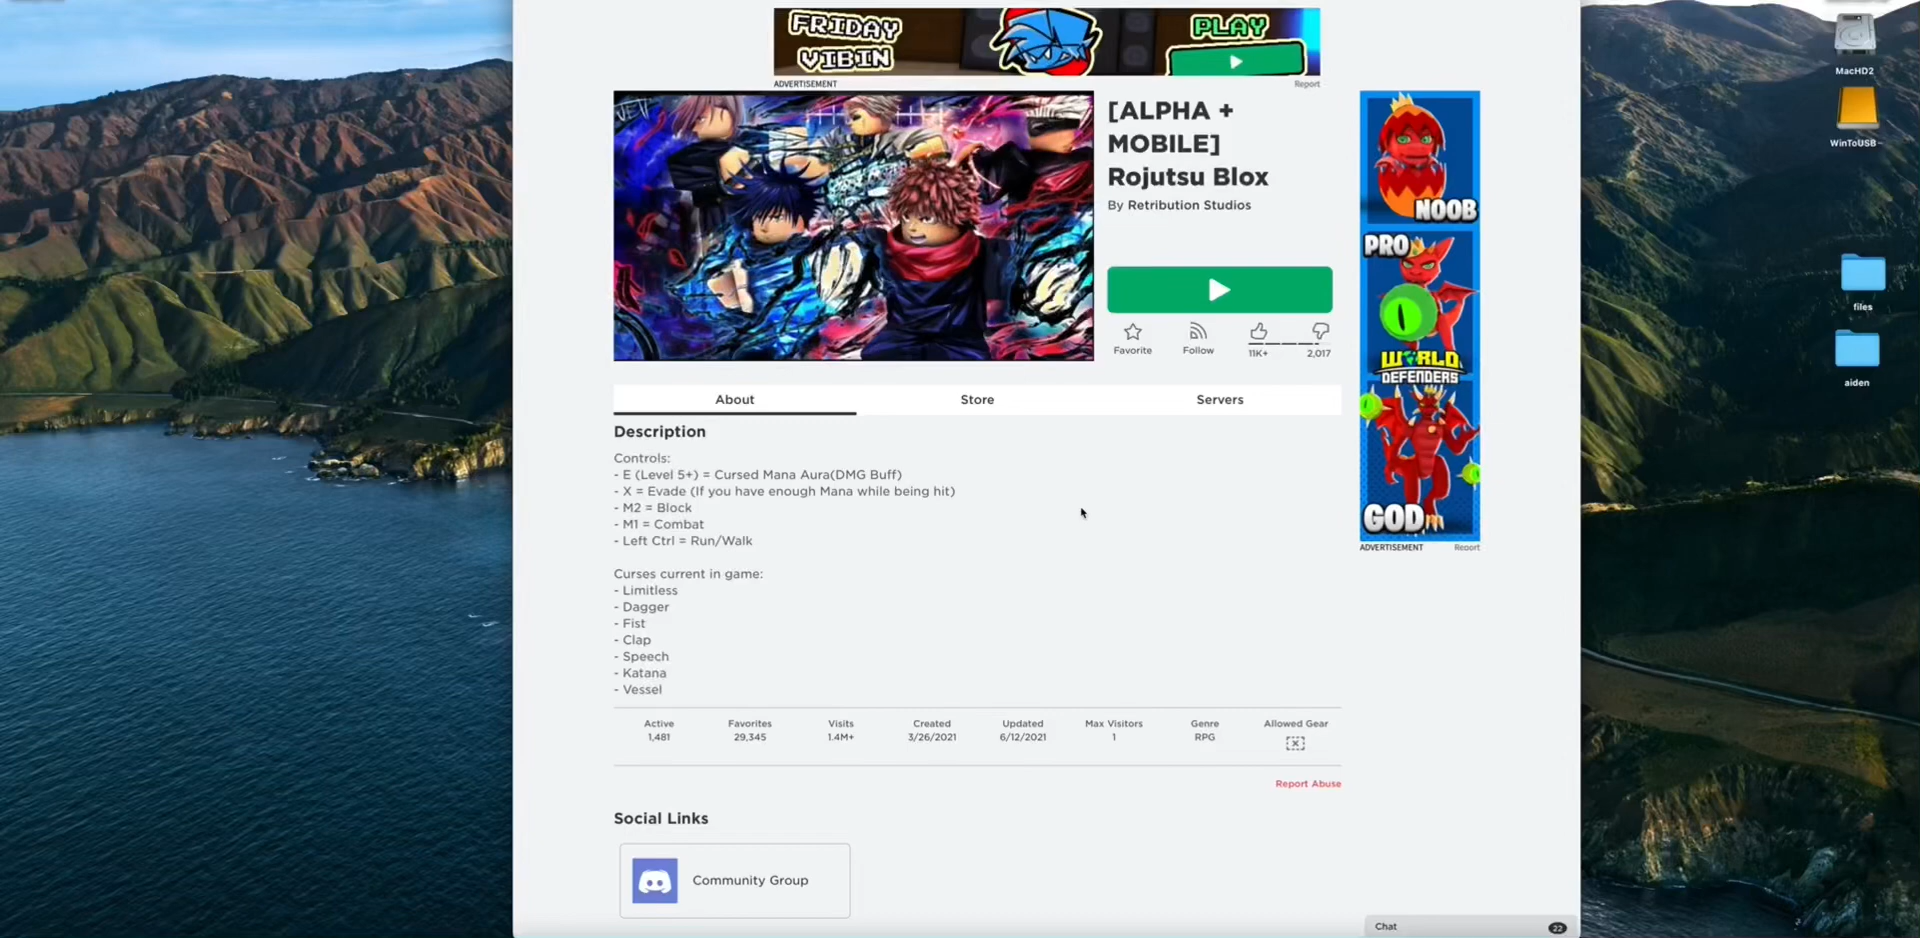 FRIDAY
VIBIN
PLAY
ADVERTISEMENT
Report
MacHD2
WinToUSB
files
aiden
JET
[ALPHA +
MOBILE]
Rojutsu Blox
By Retribution Studios
Favorite
Follow
11K+
2,017
NOOB
PRO
WORLD
DEFENDERS
GOD
ADVERTISEMENT
Report
About
Store
Servers
Description
Controls:
- E (Level 5+) = Cursed Mana Aura(DMG Buff)
- X = Evade (If you have enough Mana while being hit)
- M2 = Block
- M1 = Combat
- Left Ctrl = Run/Walk
Curses current in game:
- Limitless
- Dagger
- Fist
- Clap
- Speech
- Katana
- Vessel
Active Favorites Visits Created Updated Max Visitors Genre Allowed Gear
1,481 29,345 1.4M+ 3/26/2021 6/12/2021 1 RPG
Report Abuse
Social Links
Community Group
Chat 22